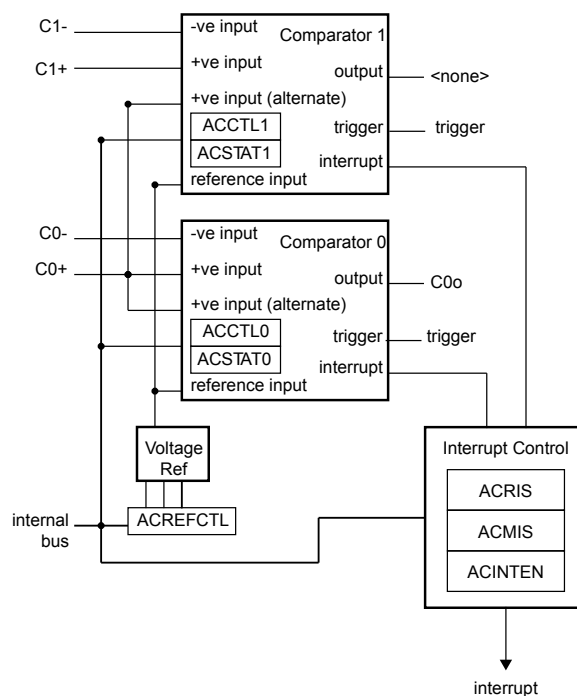 C1-
-ve input
Comparator 1
C1+
+ve input
output
<none>
+ve input (alternate)
ACCTL1
trigger
trigger
ACSTAT1
interrupt
reference input
C0-
-ve input
Comparator 0
C0+
+ve input
output
C0o
+ve input (alternate)
ACCTL0
trigger
trigger
ACSTAT0
interrupt
reference input
Voltage
Ref
Interrupt Control
ACRIS
internal
bus
ACREFCTL
ACMIS
ACINTEN
interrupt